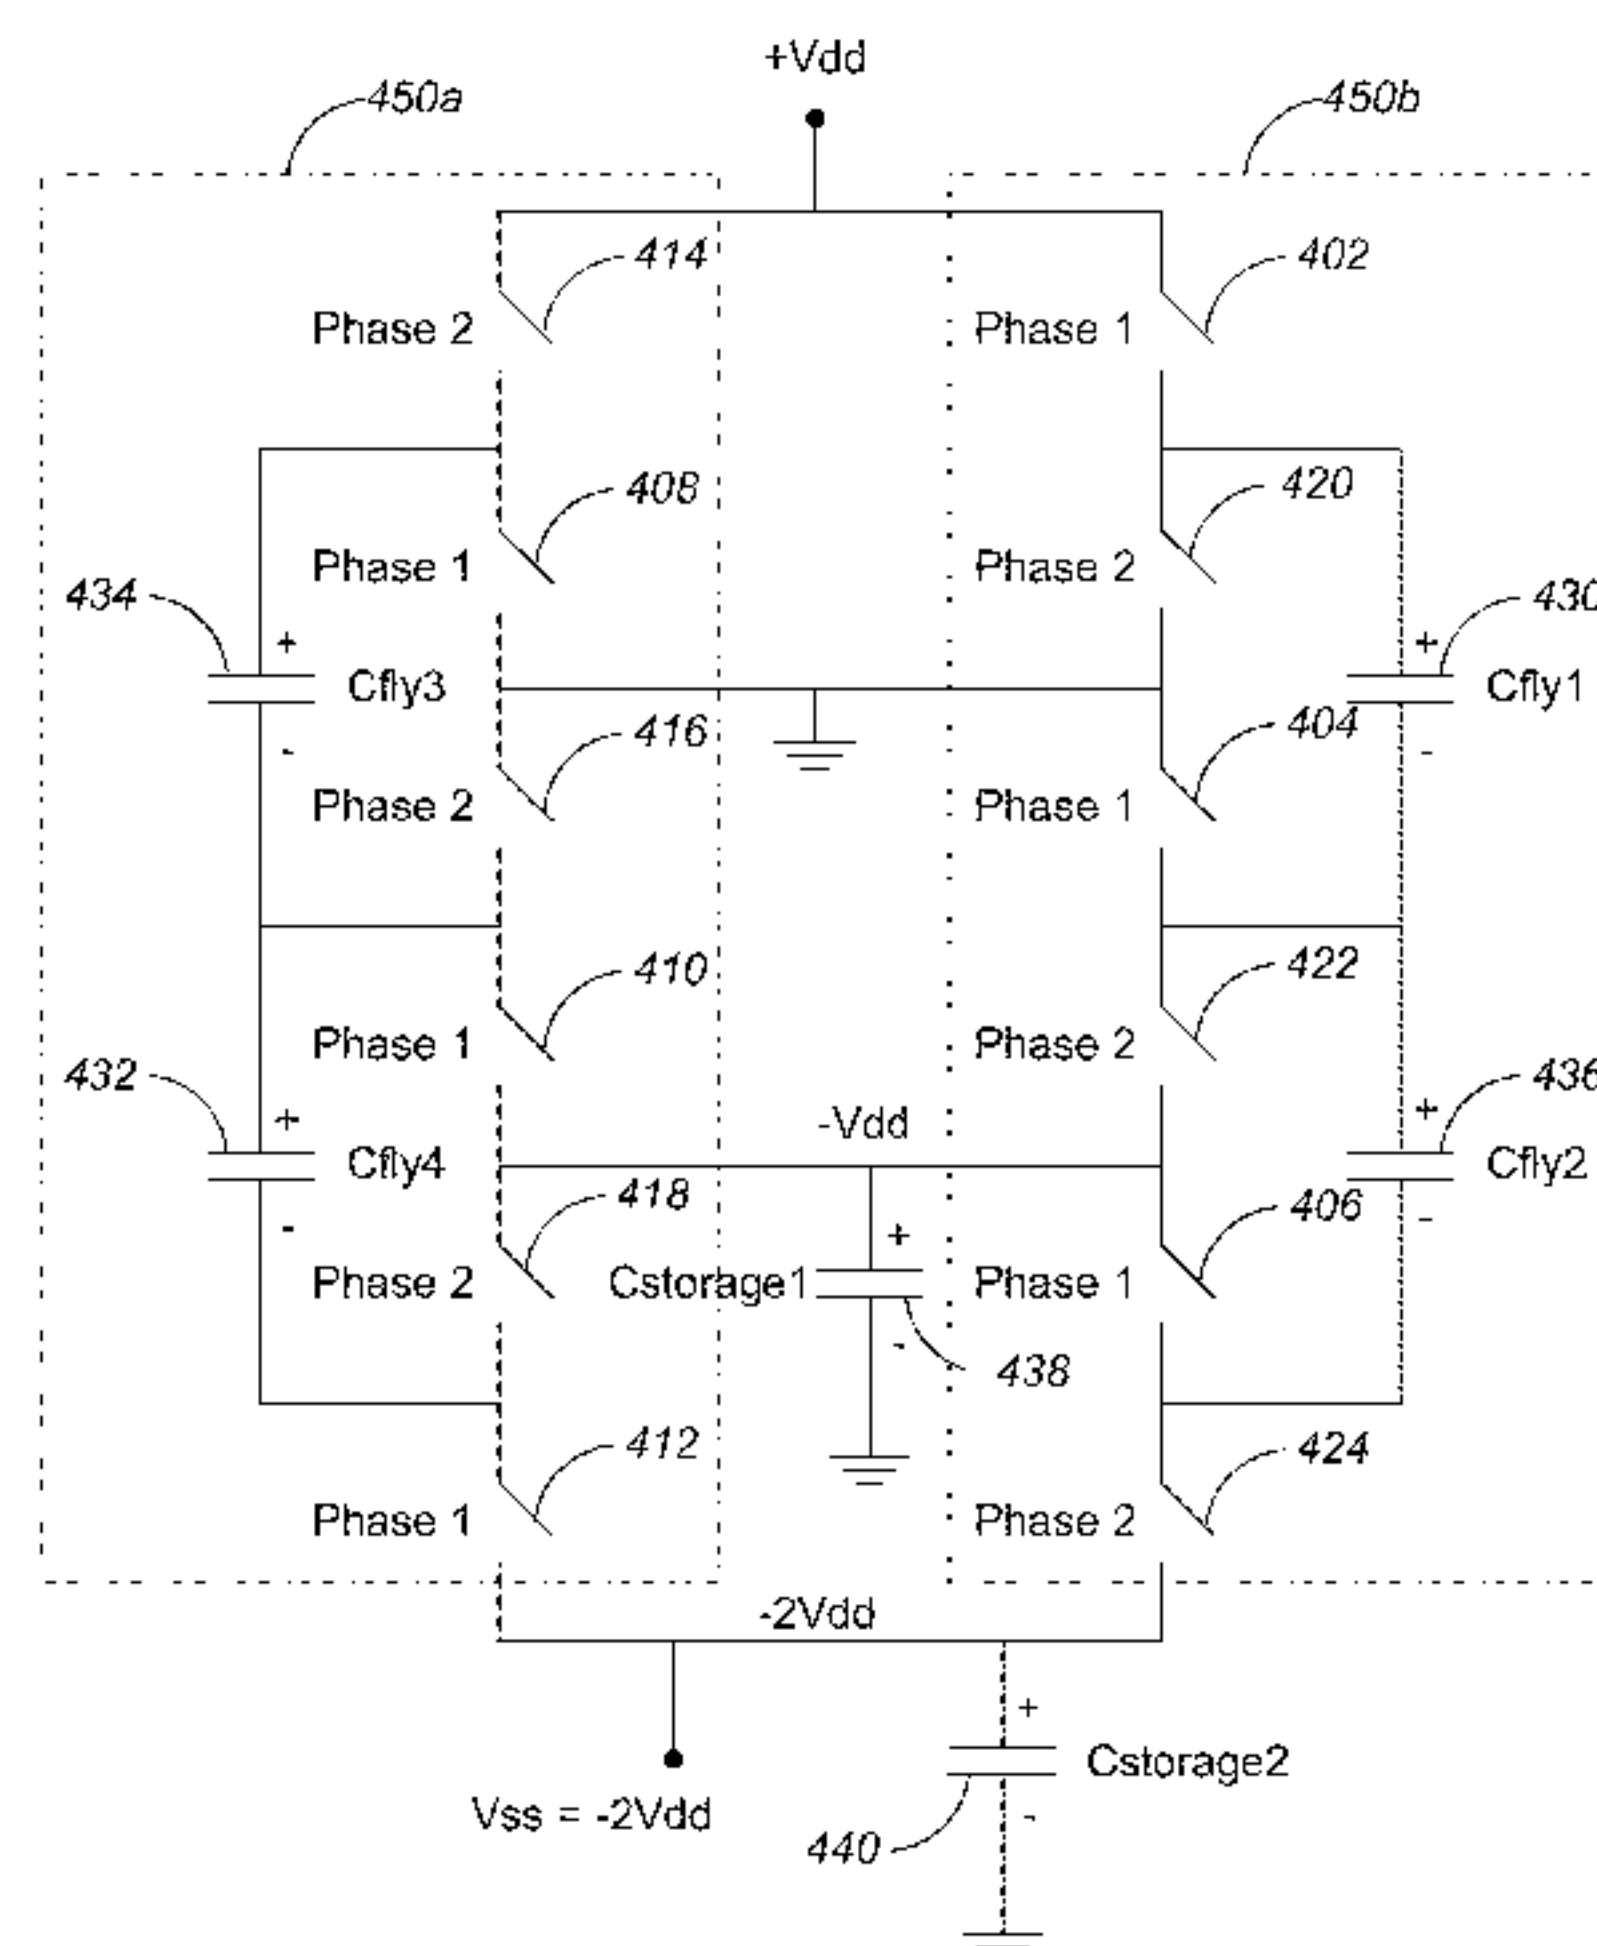 +Vdd
450a
450b
414
402
Phase 2
Phase 1
408
420
Phase 1
Phase 2
434
430
+
+
Cfly3
Cfly1
-
-
416
404
Phase 2
Phase 1
410
422
Phase 1
Phase 2
432
436
-Vdd
+
+
Cfly4
Cfly2
-
-
418
406
+
Phase 2
Cstorage1
Phase 1
-
438
412
424
Phase 1
Phase 2
-2Vdd
+
Cstorage2
-
Vss = -2Vdd
440